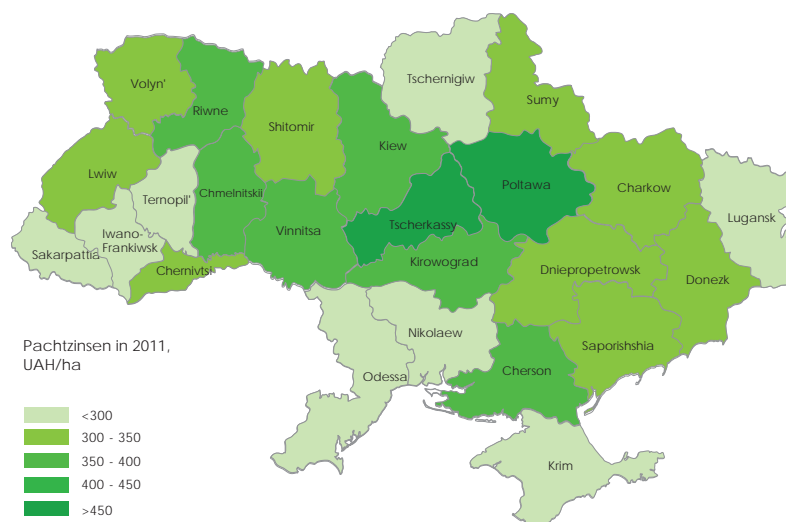 Tschernigiw
Volyn'
Sumy
Riwne
Shitomir
Kiew
Lwiw
Poltawa
Charkow
Chmelnitskii
Ternopil'
Lugansk
Tscherkassy
Vinnitsa
Iwano-
Frankiwsk
Sakarpattia
Kirowograd
Chernivtsi
Dniepropetrowsk
Donezk
Nikolaew
Saporishshia
Pachtzinsen in 2011,
UAH/ha
Odessa
Cherson
<300
300 - 350
350 - 400
Krim
400 - 450
>450